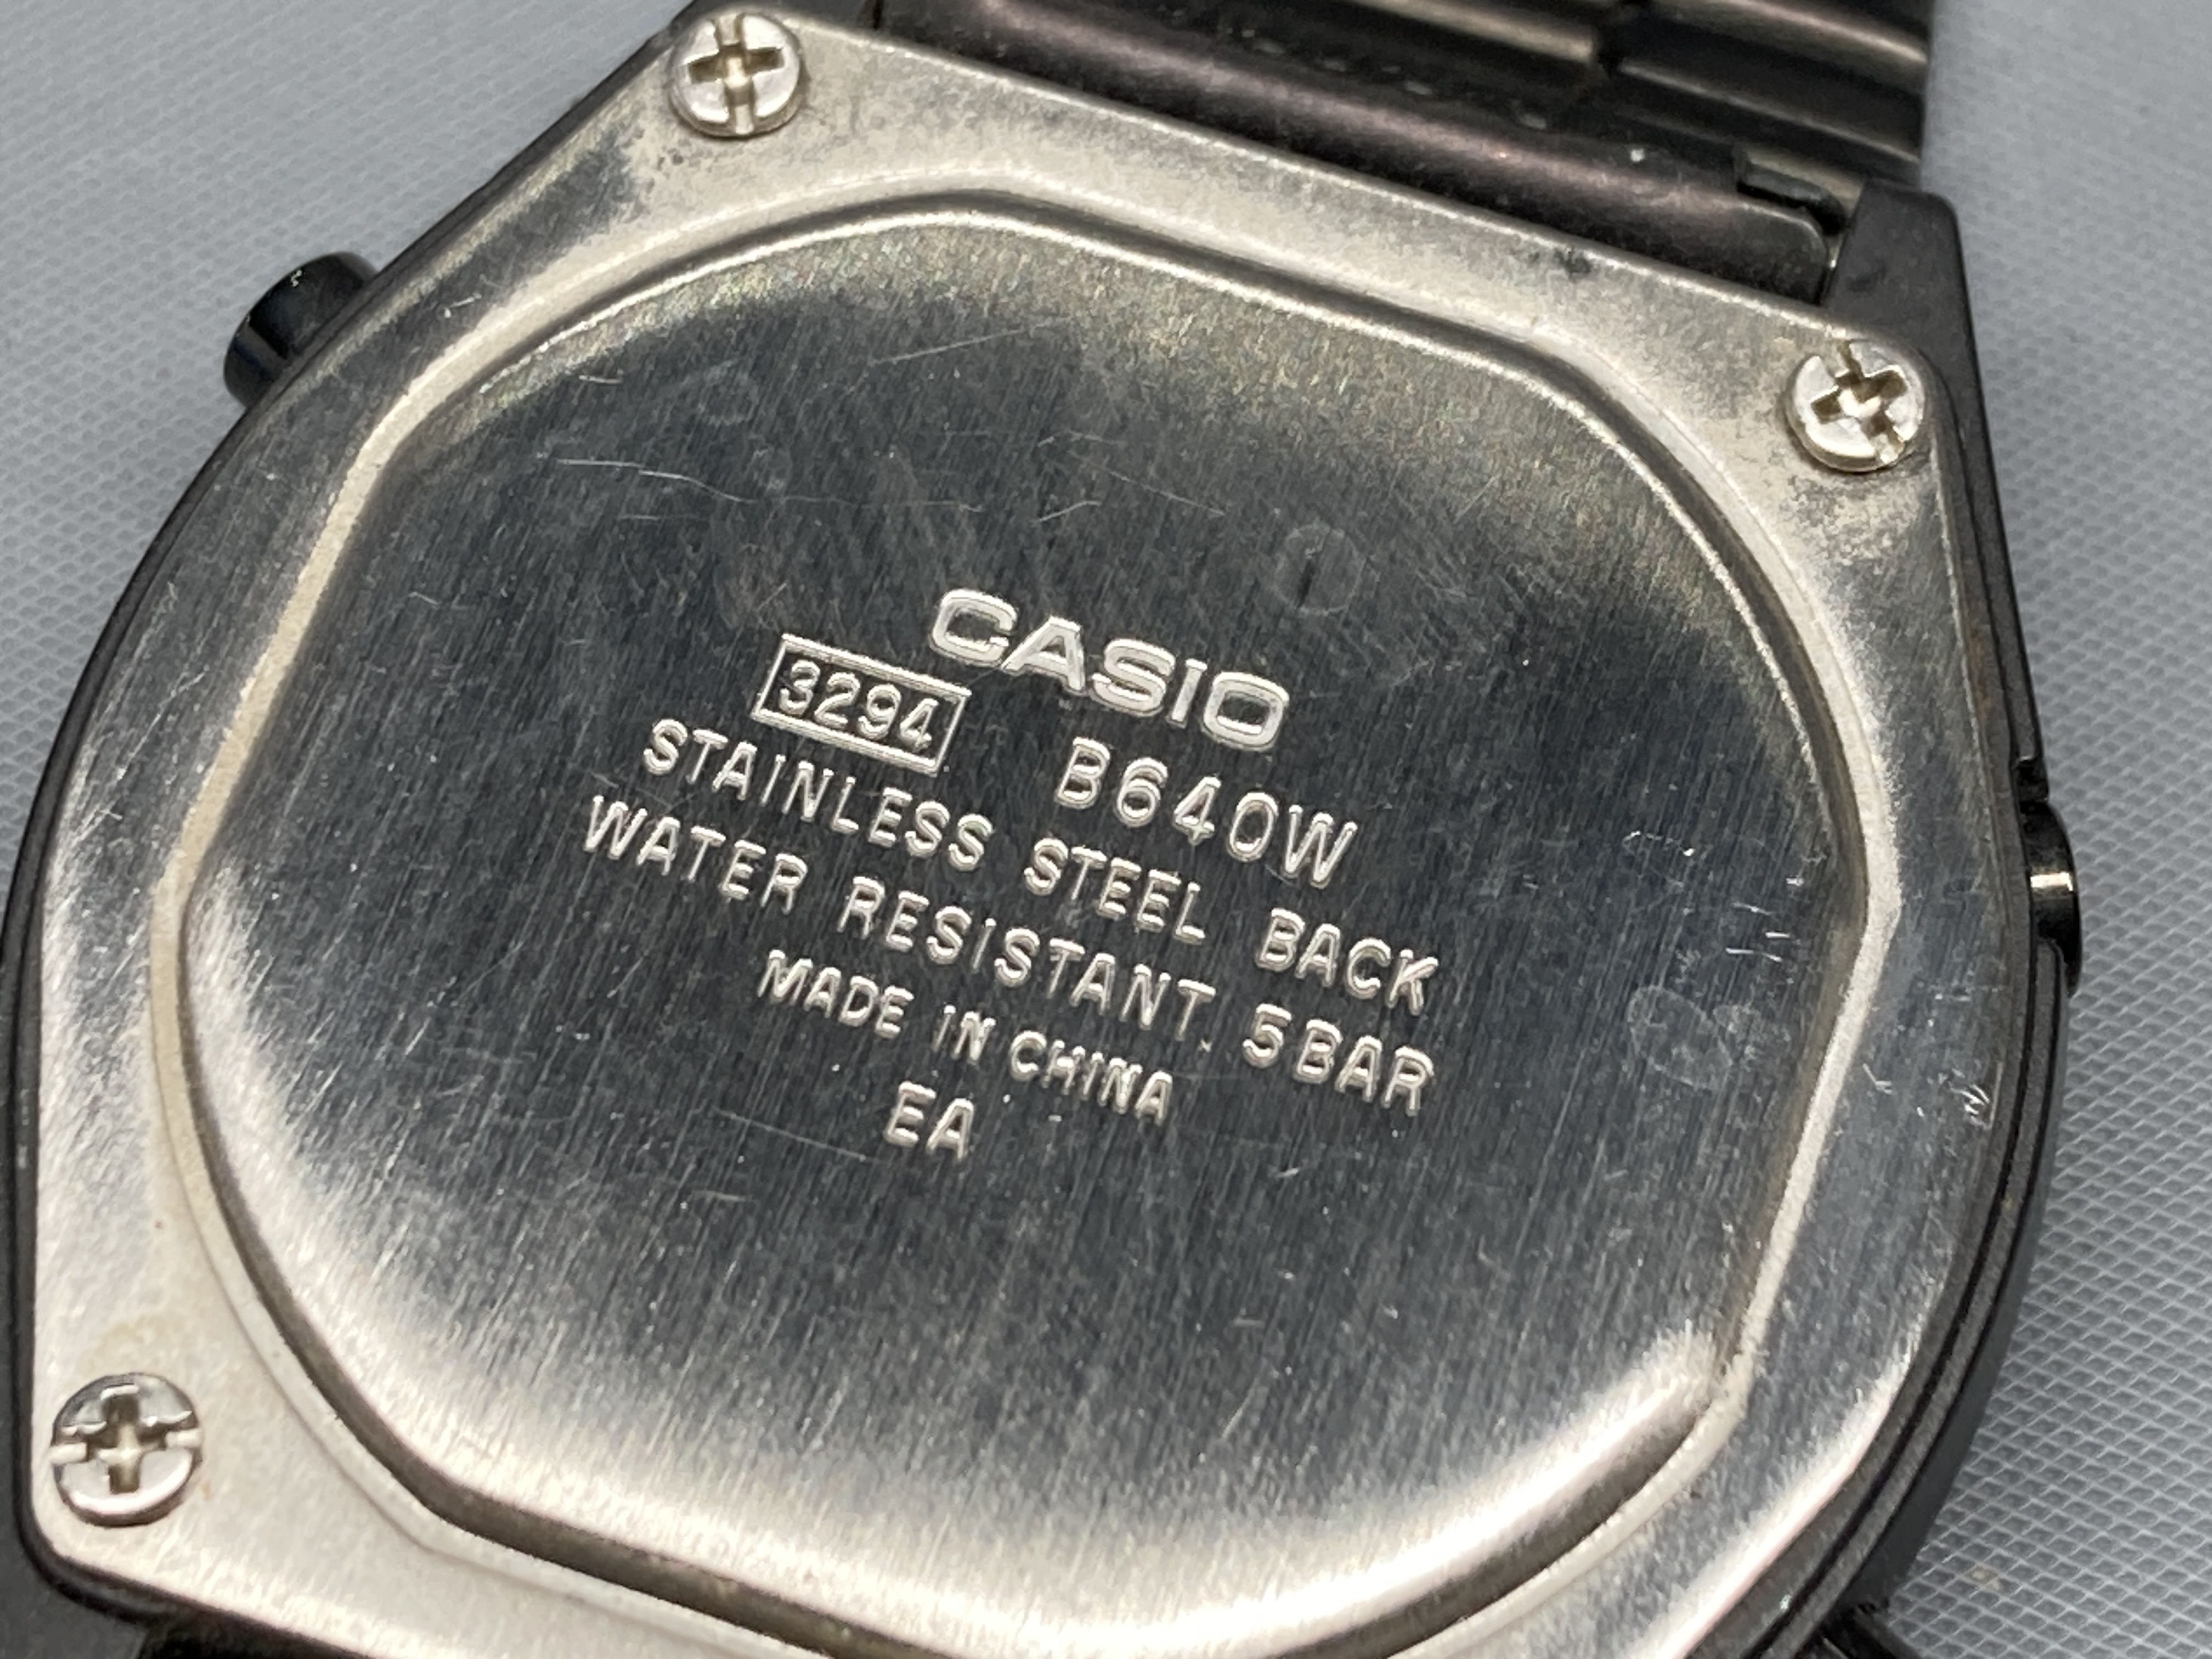 CASIO
3294 B640W
STAINLESS STEEL BACK
WATER RESISTANT. 5BAR
MADE IN CHINA
EA